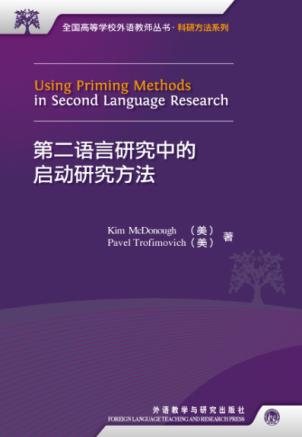 全国高等学校外语教师丛书·科研方法系列
Using Priming Methods
in Second Language Research
第二语言研究中的
启动研究方法
Kim McDonough （美）
Pavel Trofimovich（美）
著
外语教学与研究出版社
FOREIGN LANGUAGE TEACHING AND RESEARCH PRESS